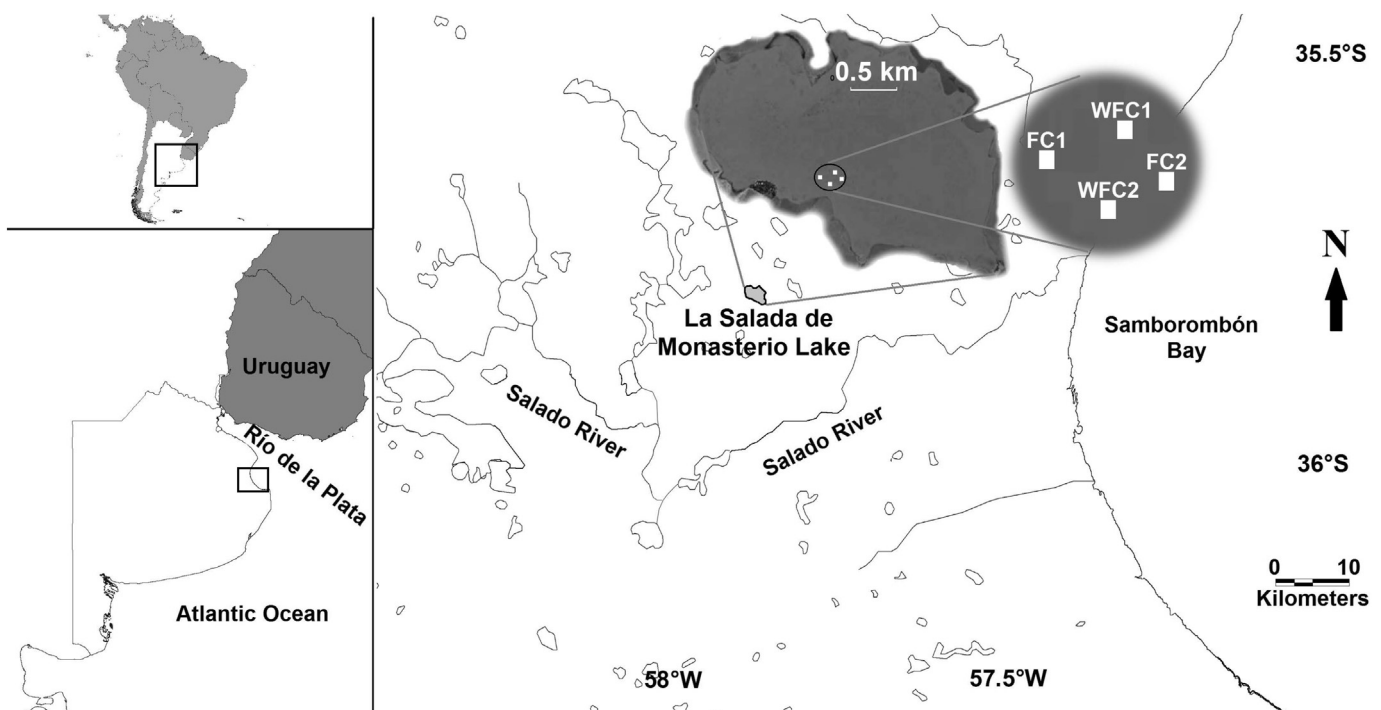 Uruguay
Río de la Plata
Atlantic Ocean
0.5 km
WFC1
FC1
FC2
WFC2
35.5°S
N
La Salada de
Monasterio Lake
Samborombón
Bay
Salado River
Salado River
36°S
0 10
Kilometers
58°W
57.5°W